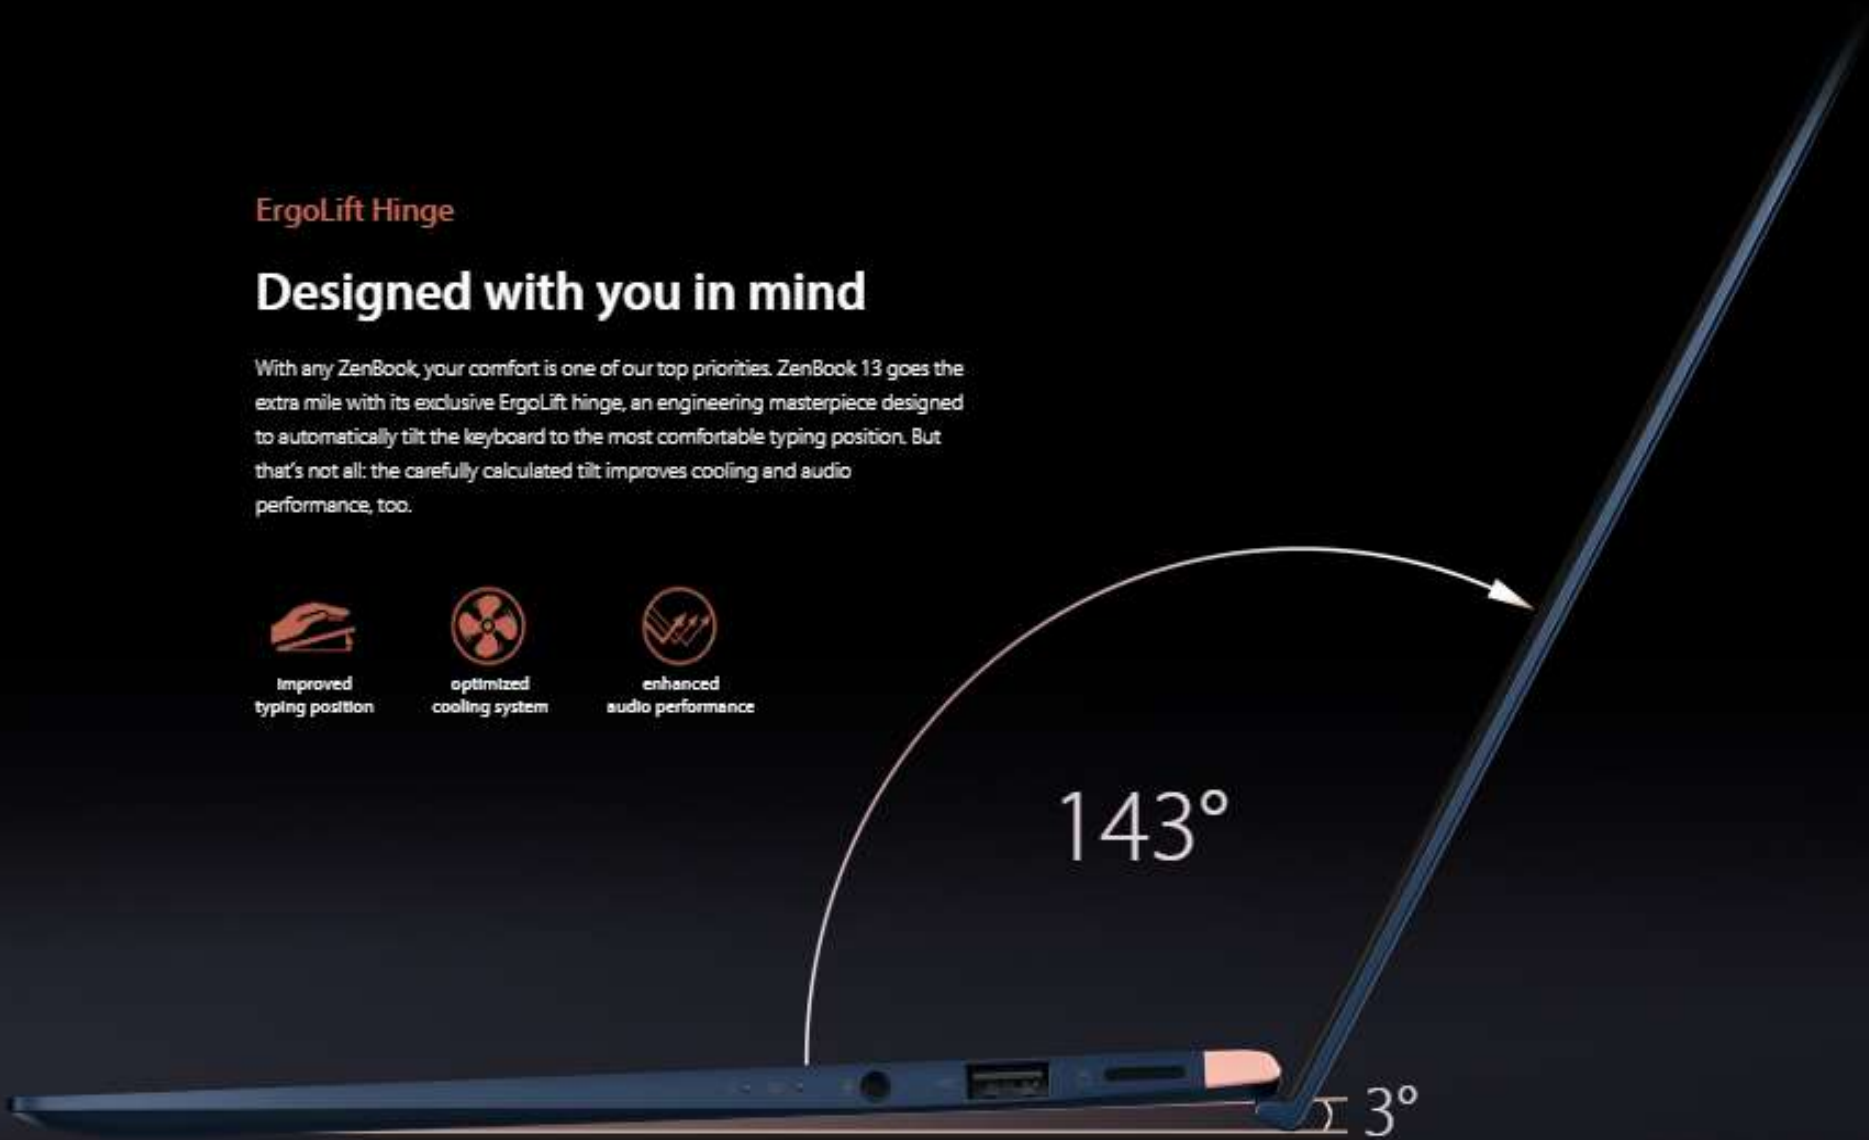 ErgoLift Hinge
Designed with you in mind
With any ZenBook, your comfort is one of our top priorities. ZenBook 13 goes the
extra mile with its exclusive ErgoLift hinge, an engineering masterpiece designed
to automatically tilt the keyboard to the most comfortable typing position. But
that's not all: the carefully calculated tilt improves cooling and audio
performance, too.
improved
typing position
optimized
cooling system
enhanced
audio performance
143°
3°